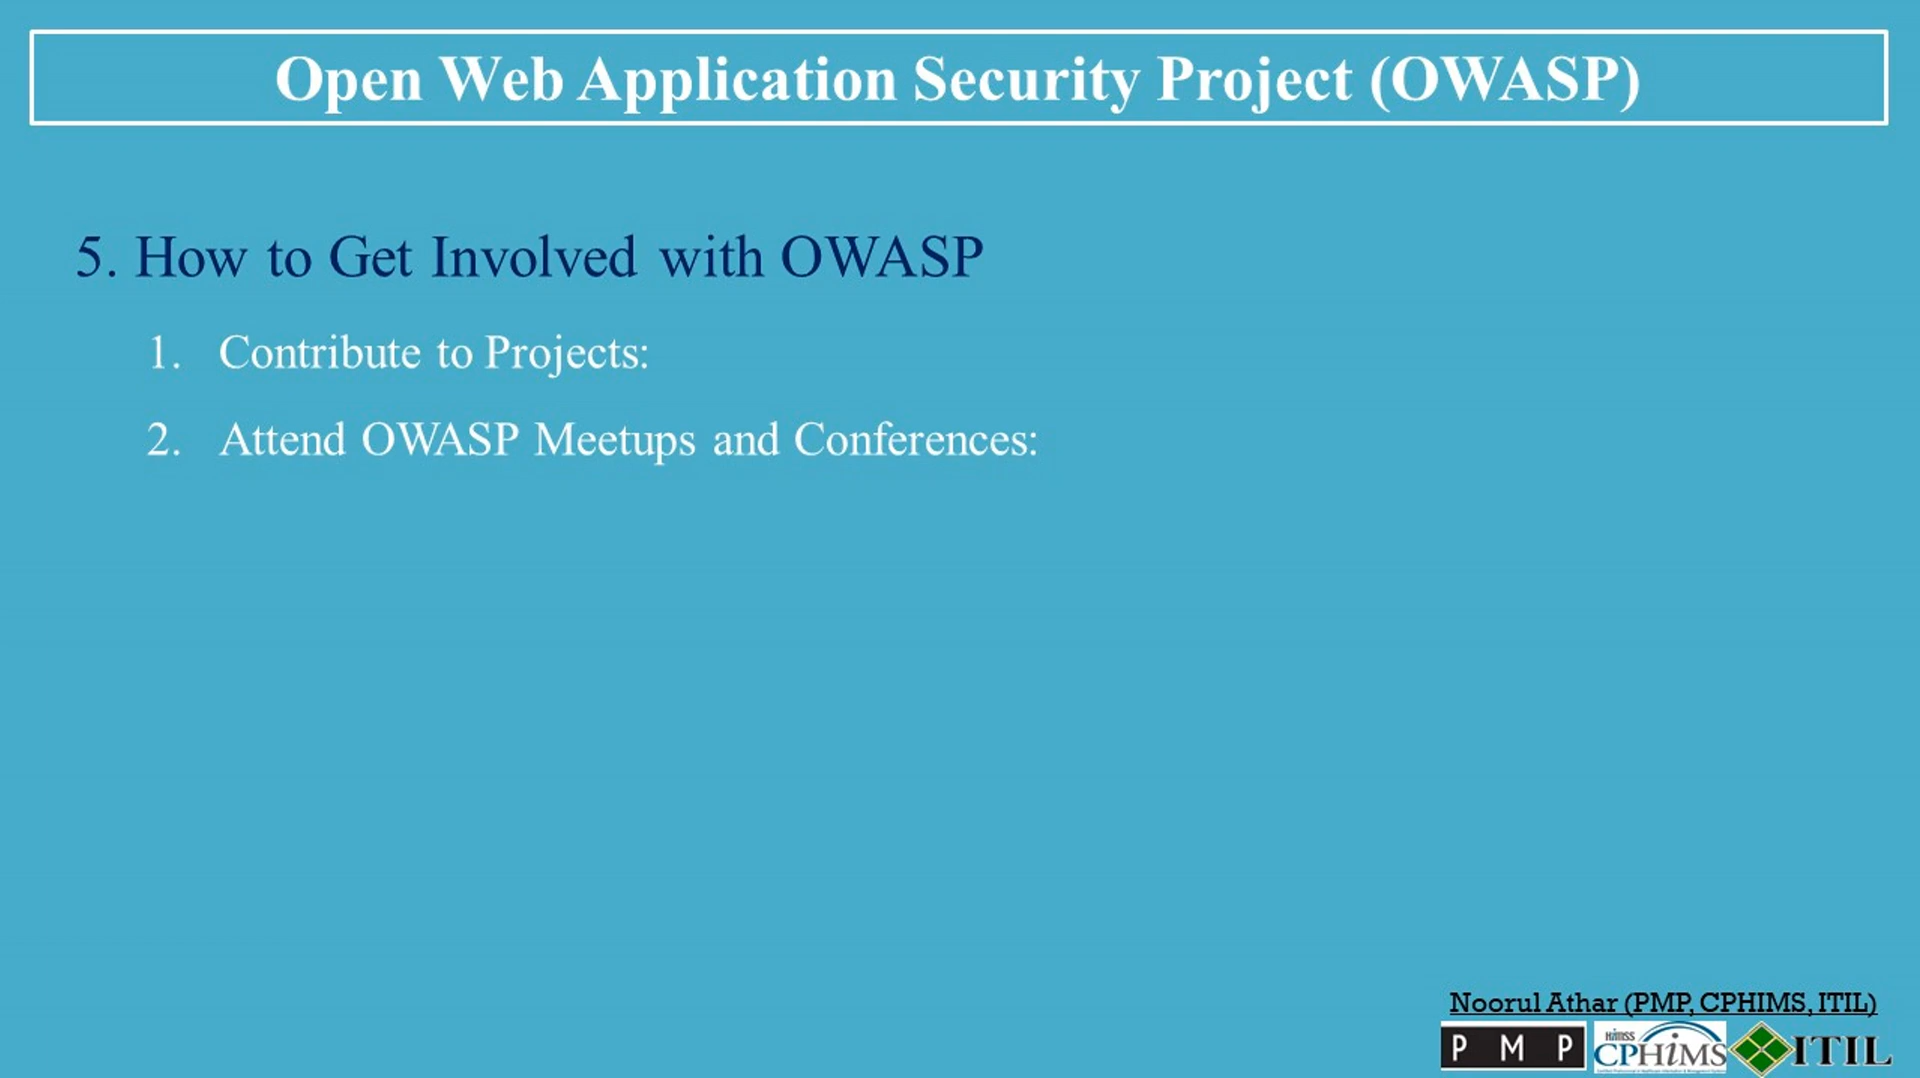 Open Web Application Security Project (OWASP)
5. How to Get Involved with OWASP
1. Contribute to Projects:
2. Attend OWASP Meetups and Conferences:
Noorul Athar (PMP, CPHIMS, ITIL)
PMP
HIMSS
CPHIMS
ITIL